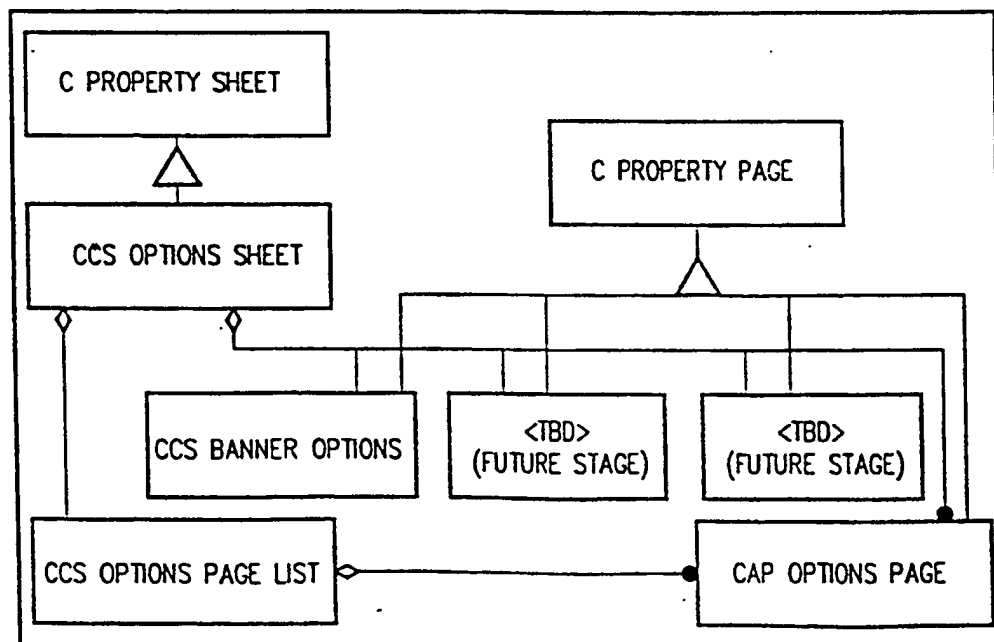 C PROPERTY SHEET
C PROPERTY PAGE
CCS OPTIONS SHEET
CCS BANNER OPTIONS
<TBD>
(FUTURE STAGE)
<TBD>
(FUTURE STAGE)
CCS OPTIONS PAGE LIST
CAP OPTIONS PAGE